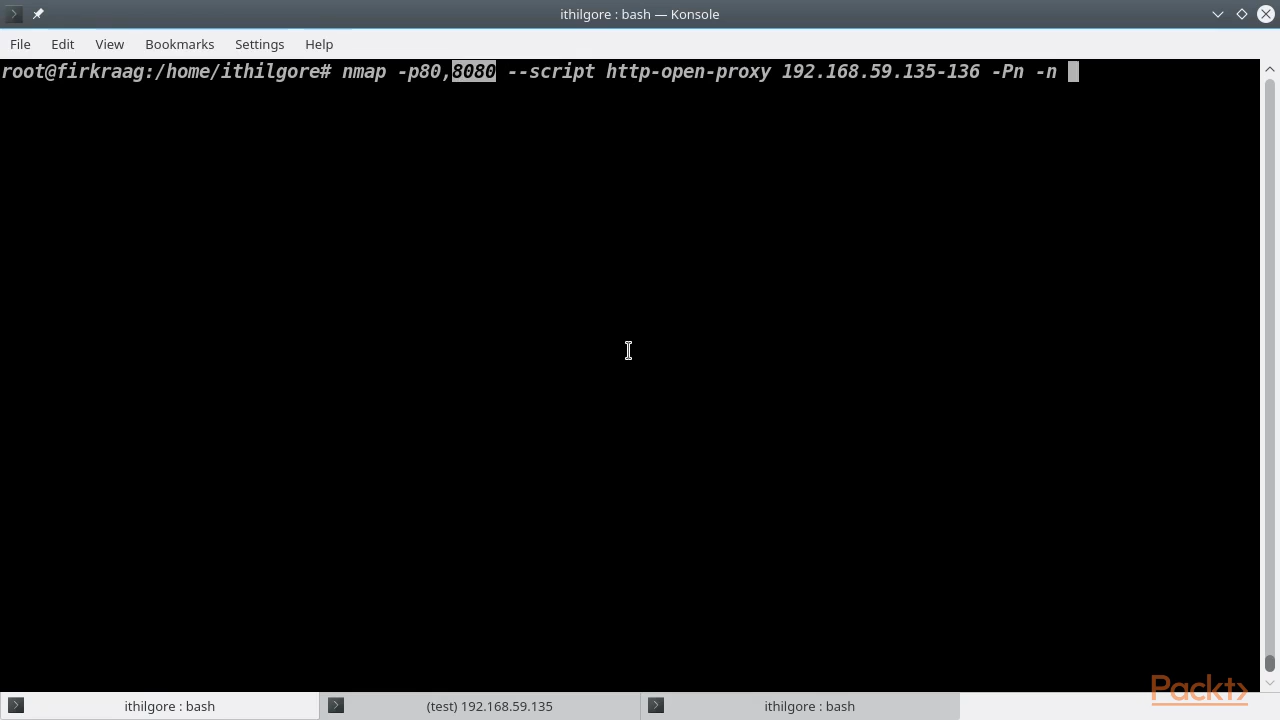 ithilgore : bash — Konsole
File Edit View Bookmarks Settings Help
root@firkraag:/home/ithilgore# nmap -p80,8080 --script http-open-proxy 192.168.59.135-136 -Pn -n
ithilgore : bash (test) 192.168.59.135 ithilgore : bash
Packt>